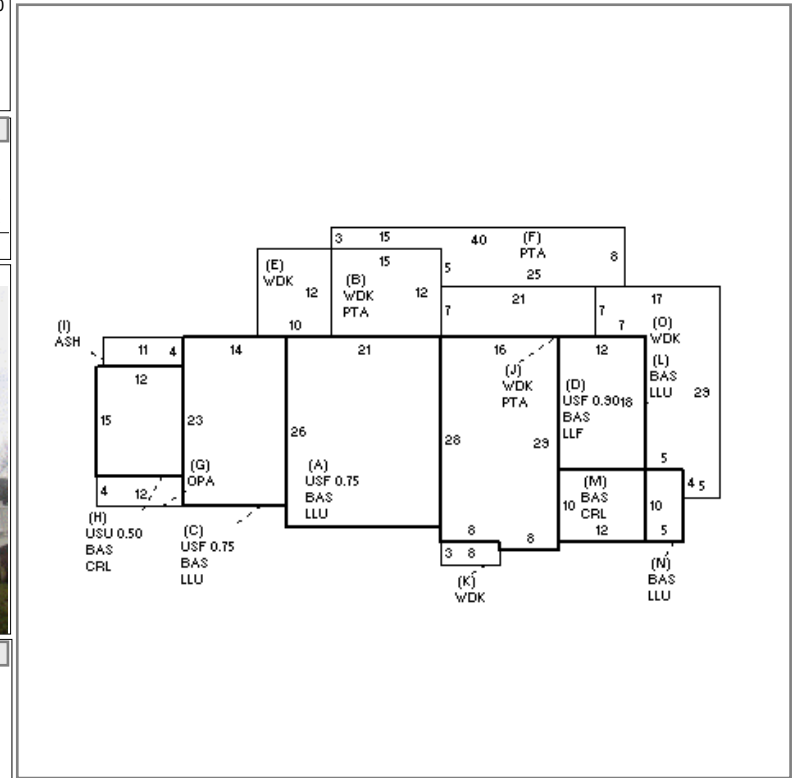 3 15 40 (F)
PTA
8
15
5
25
(E)
WDK
(B)
WDK
PTA
12
12
7
21
7
17
10
7
(O)
WDK
(I)
ASH
11 4
14
21
16
12
12
(J)
WDK
PTA
(L)
BAS
LLU
(D)
USF 0.90
BAS
LLF
18
29
15
23
26
28
29
(G)
OPA
(A)
USF 0.75
BAS
LLU
5
(M)
BAS
CRL
4 5
4
12
10
12
10
5
(H)
USU 0.50
BAS
CRL
(C)
USF 0.75
BAS
LLU
8
8
3 8
(K)
WDK
(N)
BAS
LLU